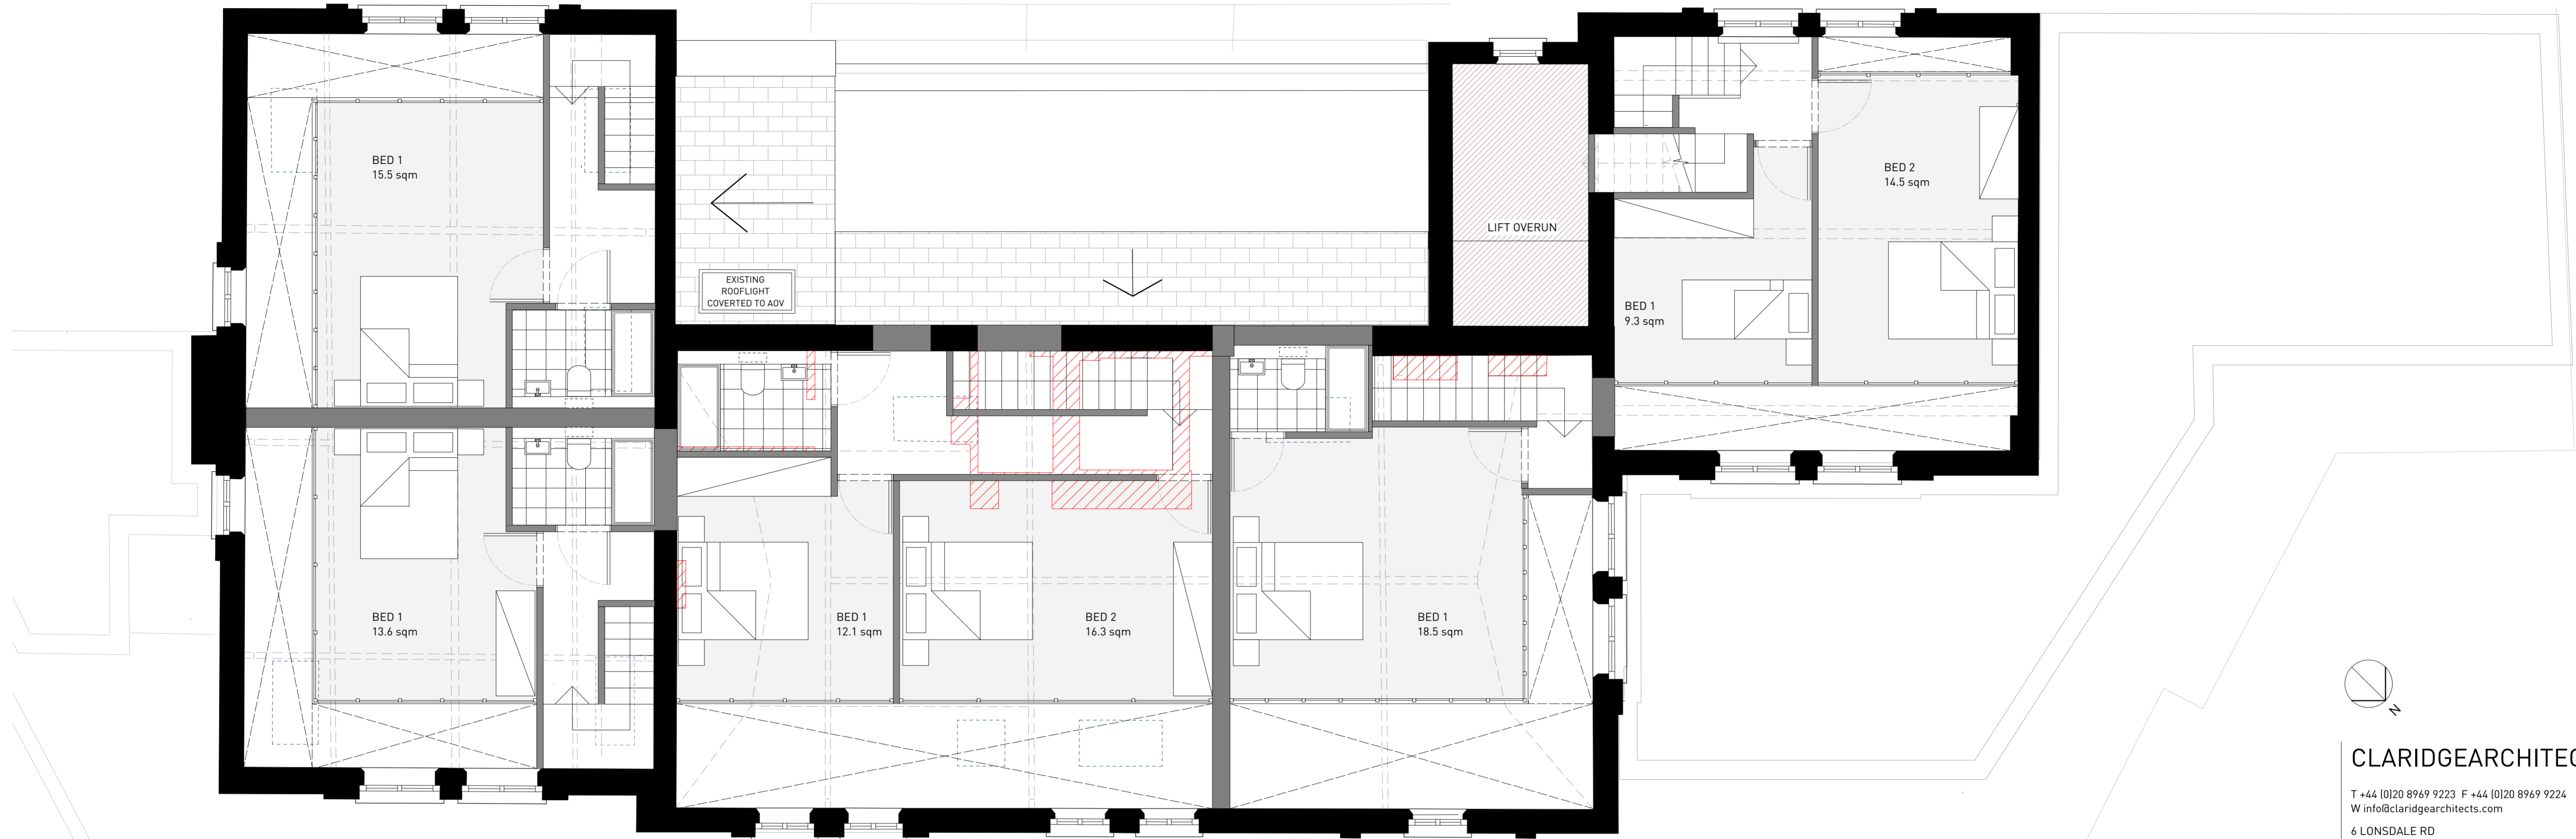 BED 1
15.5 sqm
BED 1
13.6 sqm
EXISTING
ROOFLIGHT
COVERTED TO AOV
BED 1
12.1 sqm
BED 2
16.3 sqm
BED 1
18.5 sqm
LIFT OVERUN
BED 1
9.3 sqm
BED 2
14.5 sqm
N
CLARIDGEARCHITEC
T +44 (0)20 8969 9223 F +44 (0)20 8969 9224
W info@claridgearchitects.com
6 LONSDALE RD